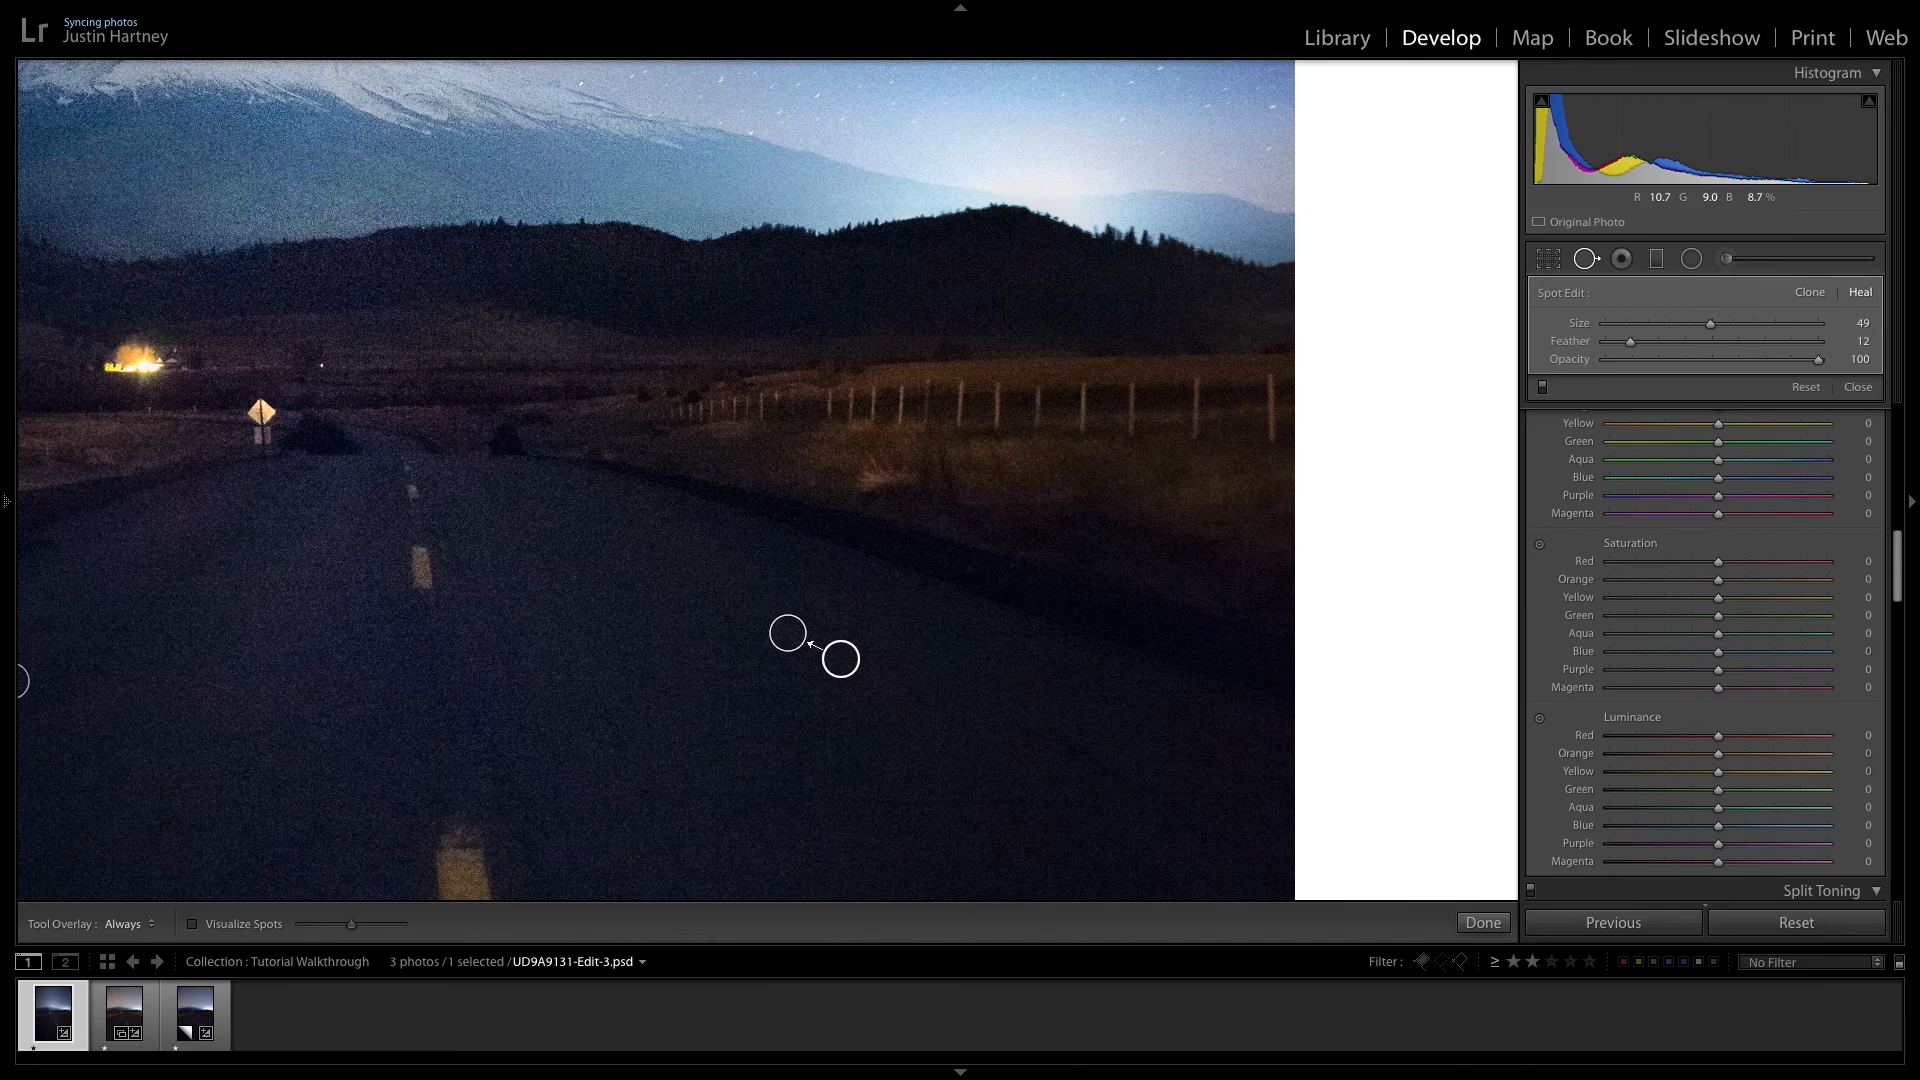 Lr
Syncing photos
Justin Hartney
Library | Develop | Map | Book | Slideshow | Print | Web
Histogram
R 10.7 G 9.0 B 8.7 %
Original Photo
Spot Edit : Clone | Heal
Size 49
Feather 12
Opacity 100
Reset Close
Yellow 0
Green 0
Aqua 0
Blue 0
Purple 0
Magenta 0
Saturation
Red 0
Orange 0
Yellow 0
Green 0
Aqua 0
Blue 0
Purple 0
Magenta 0
Luminance
Red 0
Orange 0
Yellow 0
Green 0
Aqua 0
Blue 0
Purple 0
Magenta 0
Split Toning
Tool Overlay : Always Visualize Spots Done
Previous Reset
1 2 Collection : Tutorial Walkthrough 3 photos / 1 selected / UD9A9131-Edit-3.psd Filter : ≥ No Filter